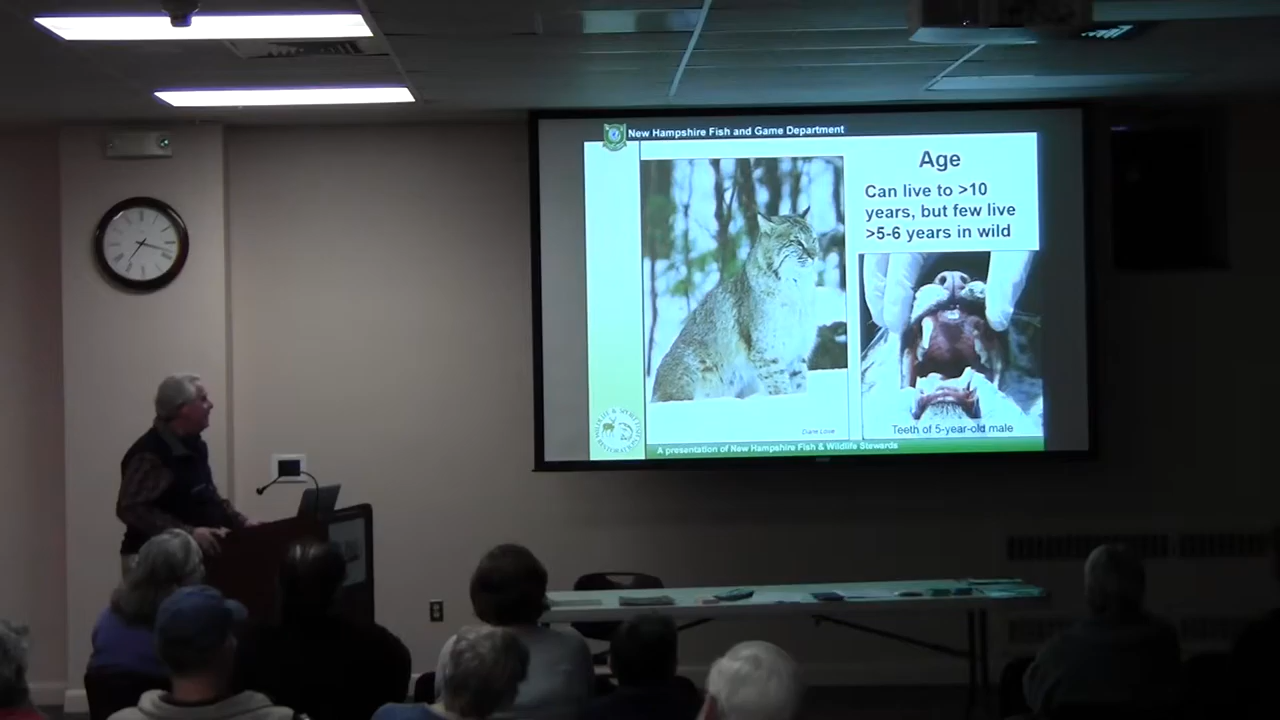 New Hampshire Fish and Game Department
Age
Can live to >10
years, but few live
>5-6 years in wild
Teeth of 5-year-old male
A presentation of New Hampshire Fish & Wildlife Stewards